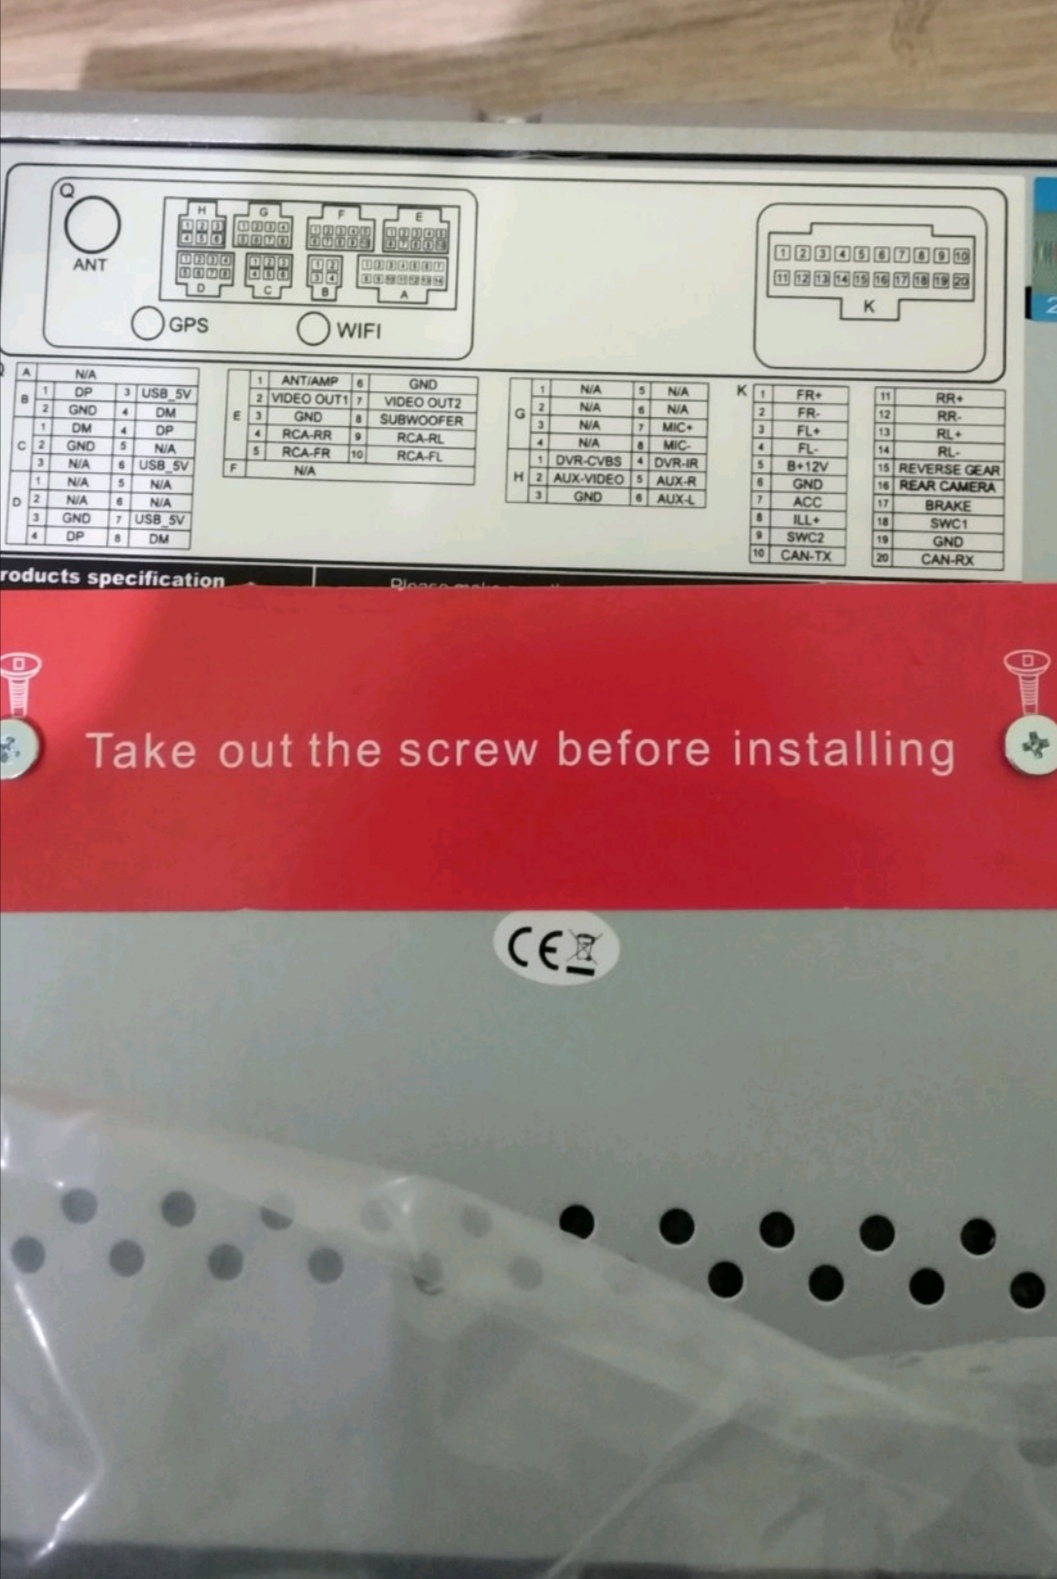 Q
ANT
H G F E
D C B A
GPS
WIFI
1 2 3 4 5 6 7 8 9 10
11 12 13 14 15 16 17 18 19 20
K
A N/A
B 1 DP 3 USB_5V
2 GND 4 DM
C 1 DM 4 DP
2 GND 5 N/A
3 N/A 6 USB_5V
D 1 N/A 5 N/A
2 N/A 6 N/A
3 GND 7 USB_5V
4 DP 8 DM
E 1 ANT/AMP 6 GND
2 VIDEO OUT1 7 VIDEO OUT2
3 GND 8 SUBWOOFER
4 RCA-RR 9 RCA-RL
5 RCA-FR 10 RCA-FL
F N/A
G 1 N/A 5 N/A
2 N/A 6 N/A
3 N/A 7 MIC+
4 N/A 8 MIC-
H 1 DVR-CVBS 4 DVR-IR
2 AUX-VIDEO 5 AUX-R
3 GND 6 AUX-L
K 1 FR+ 11 RR+
2 FR- 12 RR-
3 FL+ 13 RL+
4 FL- 14 RL-
5 B+12V 15 REVERSE GEAR
6 GND 16 REAR CAMERA
7 ACC 17 BRAKE
8 ILL+ 18 SWC1
9 SWC2 19 GND
10 CAN-TX 20 CAN-RX
roducts specification
Please make
Take out the screw before installing
CE